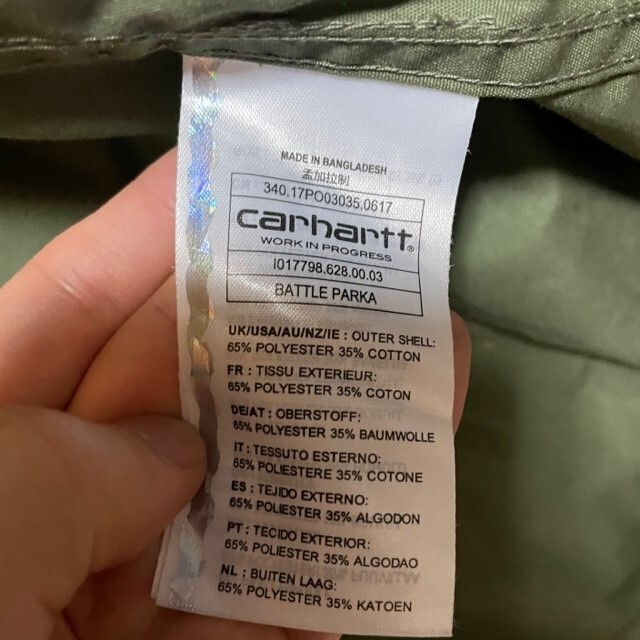 MADE IN BANGLADESH
孟加拉制
340.17PO03035.0617
carhartt®
WORK IN PROGRESS
I017798.628.00.03
BATTLE PARKA
UK/USA/AU/NZ/IE : OUTER SHELL:
65% POLYESTER 35% COTTON
FR : TISSU EXTERIEUR:
65% POLYESTER 35% COTON
DE/AT : OBERSTOFF:
65% POLYESTER 35% BAUMWOLLE
IT : TESSUTO ESTERNO:
65% POLIESTERE 35% COTONE
ES : TEJIDO EXTERNO:
65% POLIESTER 35% ALGODON
PT : TECIDO EXTERIOR:
65% POLIESTER 35% ALGODAO
NL : BUITEN LAAG:
65% POLYESTER 35% KATOEN